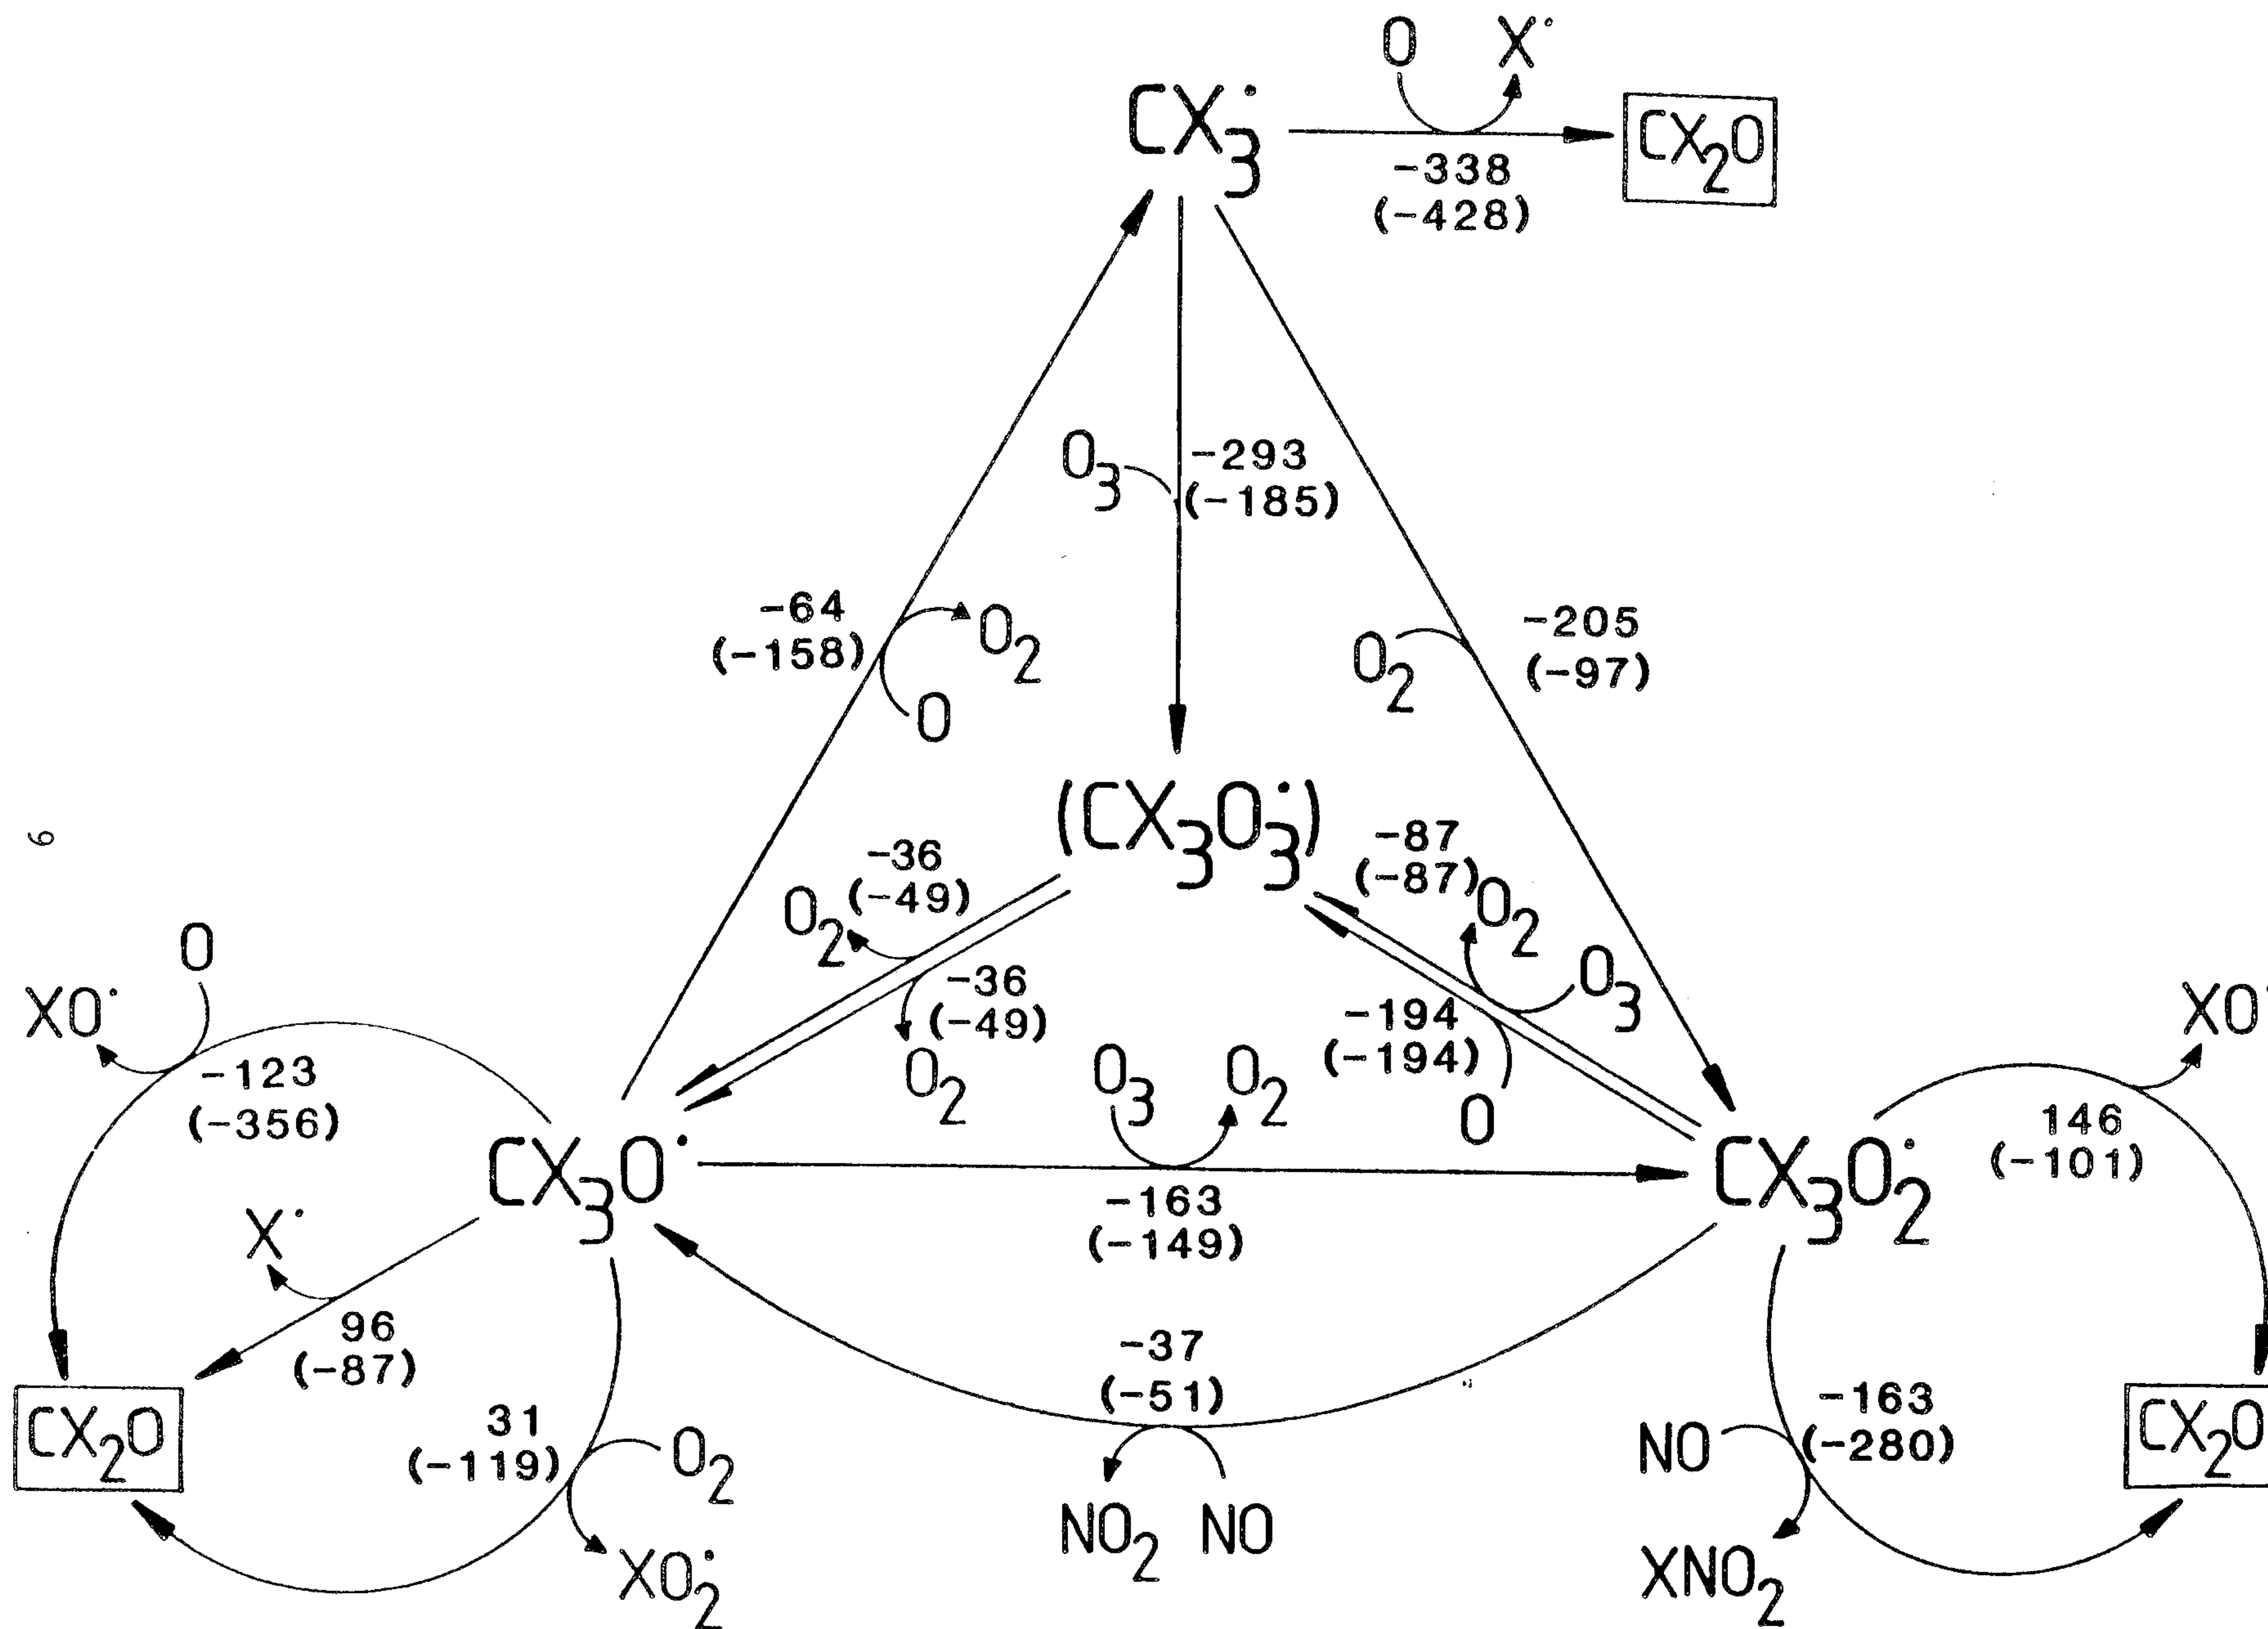 O X·
CX₃·
CX₂O
-338
(-428)
O₃
-293
(-185)
-64
(-158)
O₂
O
O₂
-205
(-97)
(CX₃O₃·)
-36
(-49)
O₂
-87
(-87)
O₂
O₃
-36
(-49)
O₂
-194
(-194)
O
6
O
XO·
-123
(-356)
O₃ O₂
XO·
146
(-101)
CX₃O·
-163
(-149)
CX₃O₂·
X·
96
(-87)
-37
(-51)
CX₂O
31
(-119)
O₂
XO₂·
NO₂ NO
NO
-163
(-280)
XNO₂
CX₂O